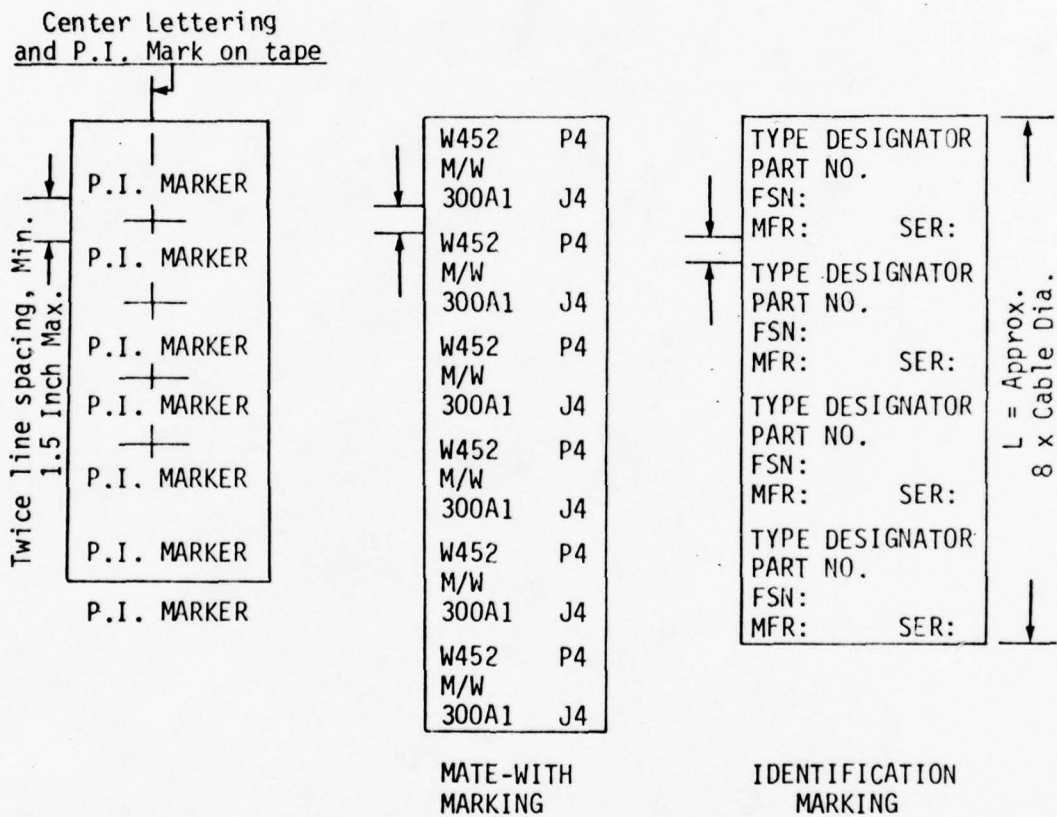 Center Lettering
and P.I. Mark on tape
Twice line spacing, Min.
1.5 Inch Max.
P.I. MARKER
P.I. MARKER
P.I. MARKER
P.I. MARKER
P.I. MARKER
P.I. MARKER
P.I. MARKER
W452 P4
M/W
300A1 J4
W452 P4
M/W
300A1 J4
W452 P4
M/W
300A1 J4
W452 P4
M/W
300A1 J4
W452 P4
M/W
300A1 J4
W452 P4
M/W
300A1 J4
MATE-WITH
MARKING
TYPE DESIGNATOR
PART NO.
FSN:
MFR: SER:
TYPE DESIGNATOR
PART NO.
FSN:
MFR: SER:
TYPE DESIGNATOR
PART NO.
FSN:
MFR: SER:
TYPE DESIGNATOR
PART NO.
FSN:
MFR: SER:
IDENTIFICATION
MARKING
L = Approx.
8 x Cable Dia.